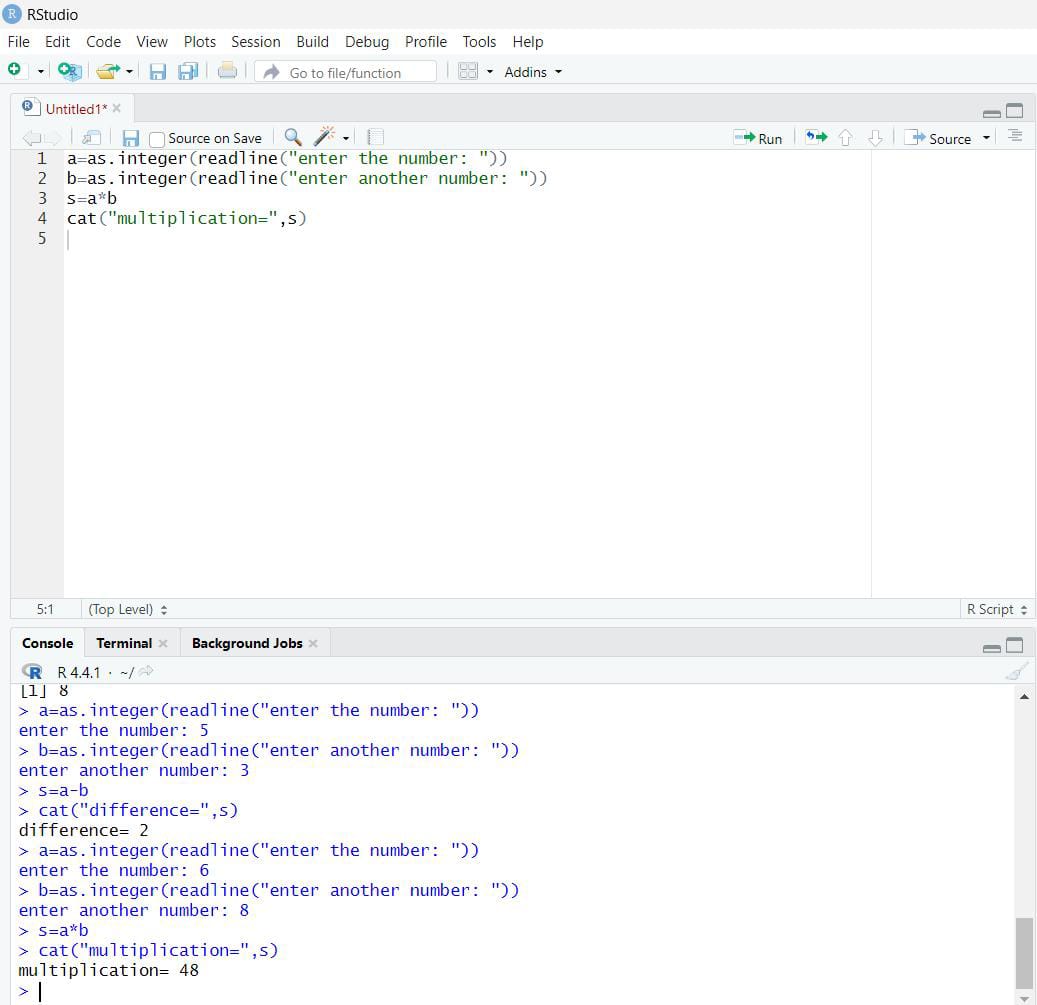 RStudio
File Edit Code View Plots Session Build Debug Profile Tools Help
Go to file/function Addins
Untitled1*
Source on Save Run Source
1 a=as.integer(readline("enter the number: "))
2 b=as.integer(readline("enter another number: "))
3 s=a*b
4 cat("multiplication=",s)
5
5:1 (Top Level) R Script
Console Terminal Background Jobs
R R 4.4.1 · ~/
[1] 8
> a=as.integer(readline("enter the number: "))
enter the number: 5
> b=as.integer(readline("enter another number: "))
enter another number: 3
> s=a-b
> cat("difference=",s)
difference= 2
> a=as.integer(readline("enter the number: "))
enter the number: 6
> b=as.integer(readline("enter another number: "))
enter another number: 8
> s=a*b
> cat("multiplication=",s)
multiplication= 48
>